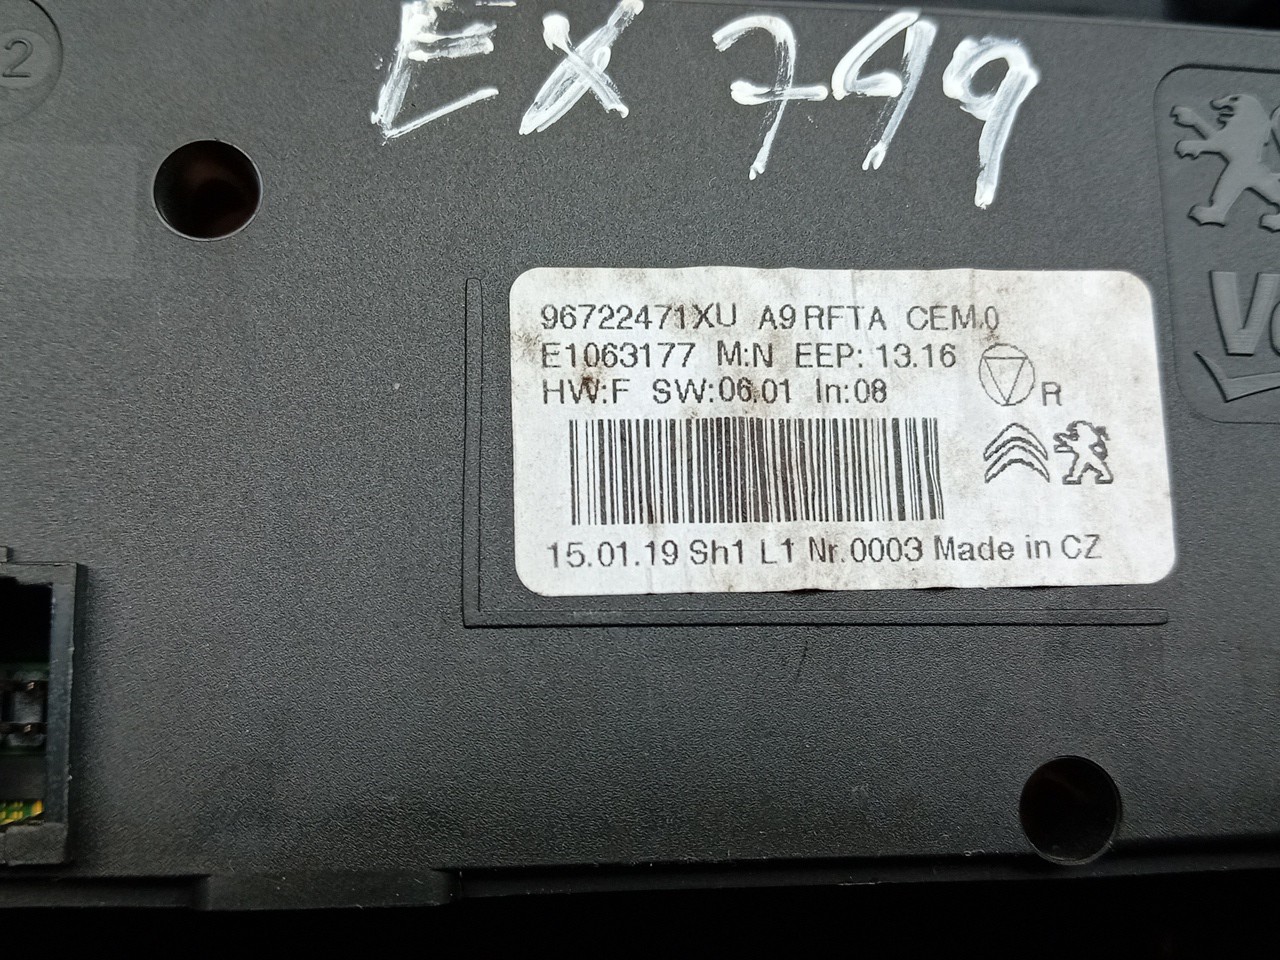 2
EX 799
96722471XU A9 RFTA CEM.0
E1063177 M:N EEP: 13.16
HW:F SW:06.01 In:08
R
15.01.19 Sh1 L1 Nr.0003 Made in CZ